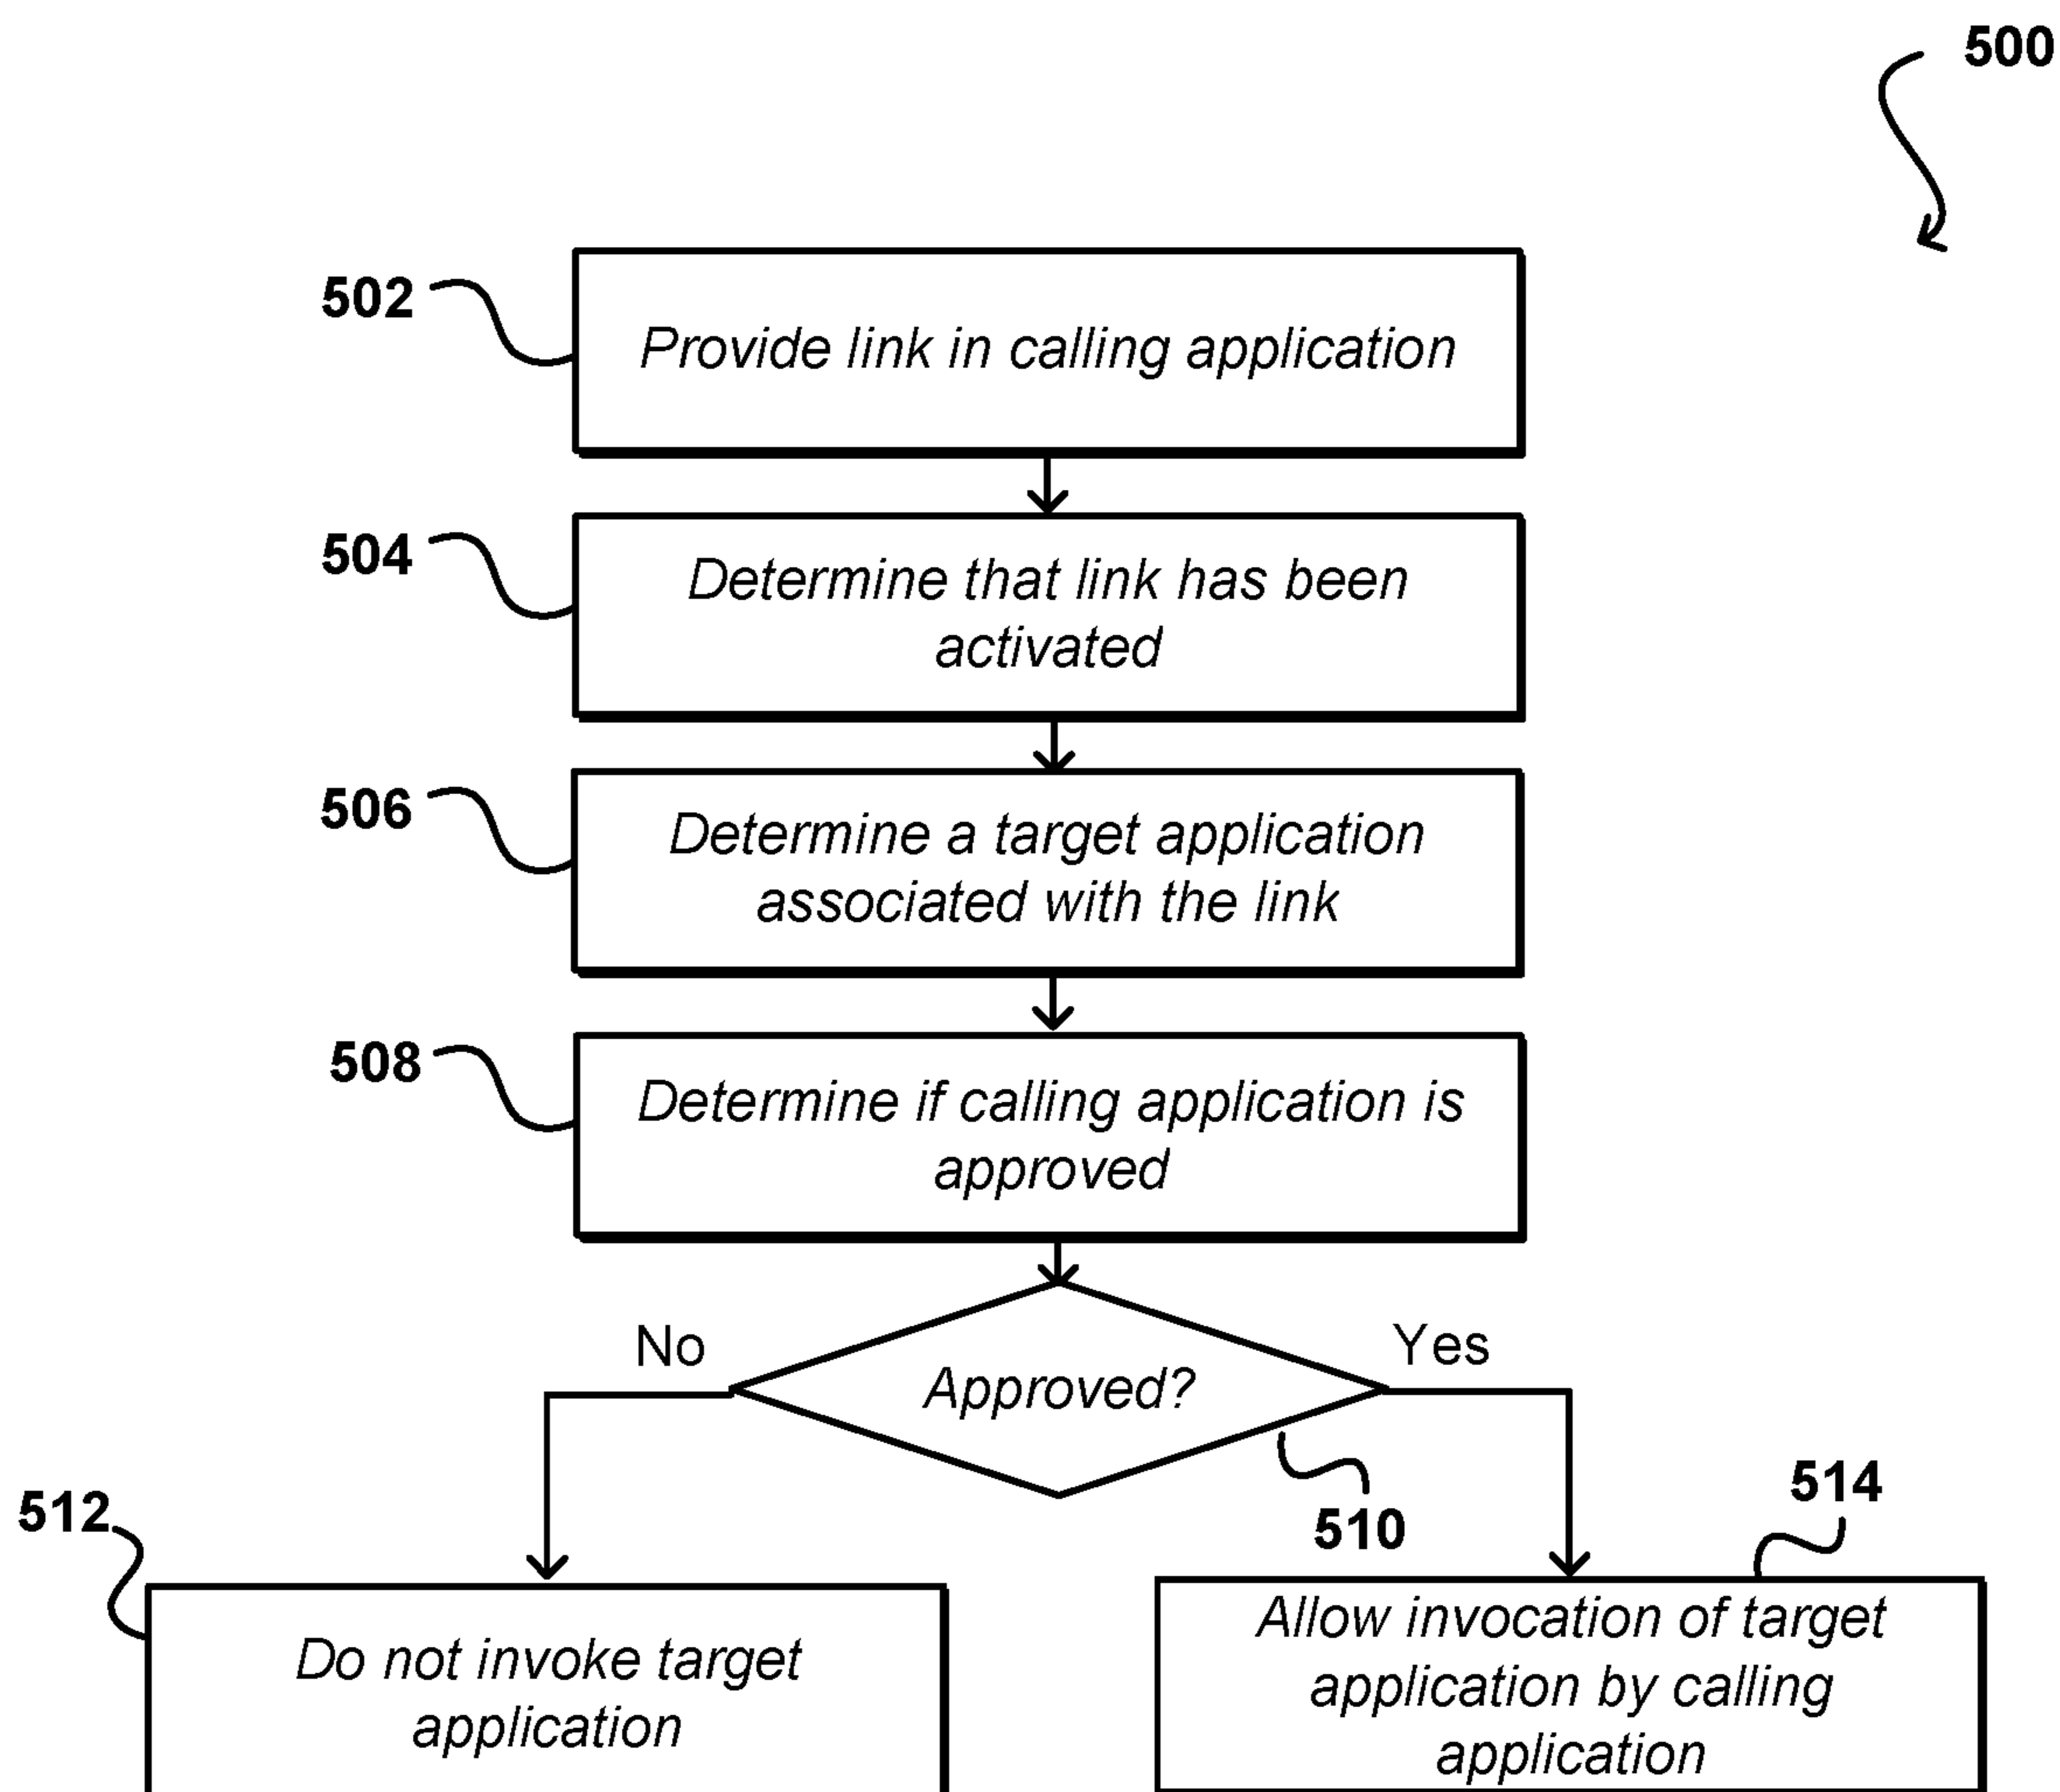 500
502
Provide link in calling application
504
Determine that link has been
activated
506
Determine a target application
associated with the link
508
Determine if calling application is
approved
No
Approved?
Yes
510
512
Do not invoke target
application
514
Allow invocation of target
application by calling
application